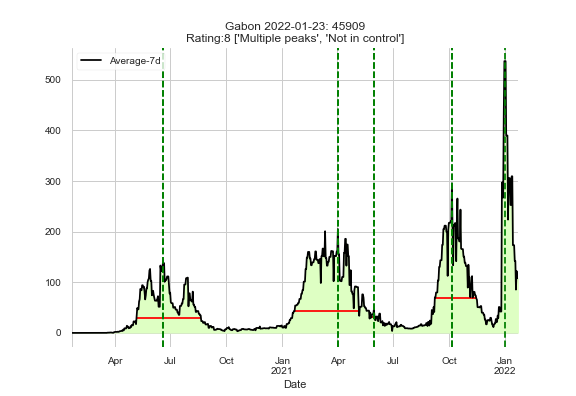 Gabon 2022-01-23: 45909
Rating:8 ['Multiple peaks', 'Not in control']
Average-7d
500
400
300
200
100
0
Apr Jul Oct Jan Apr Jul Oct Jan
2021 2022
Date